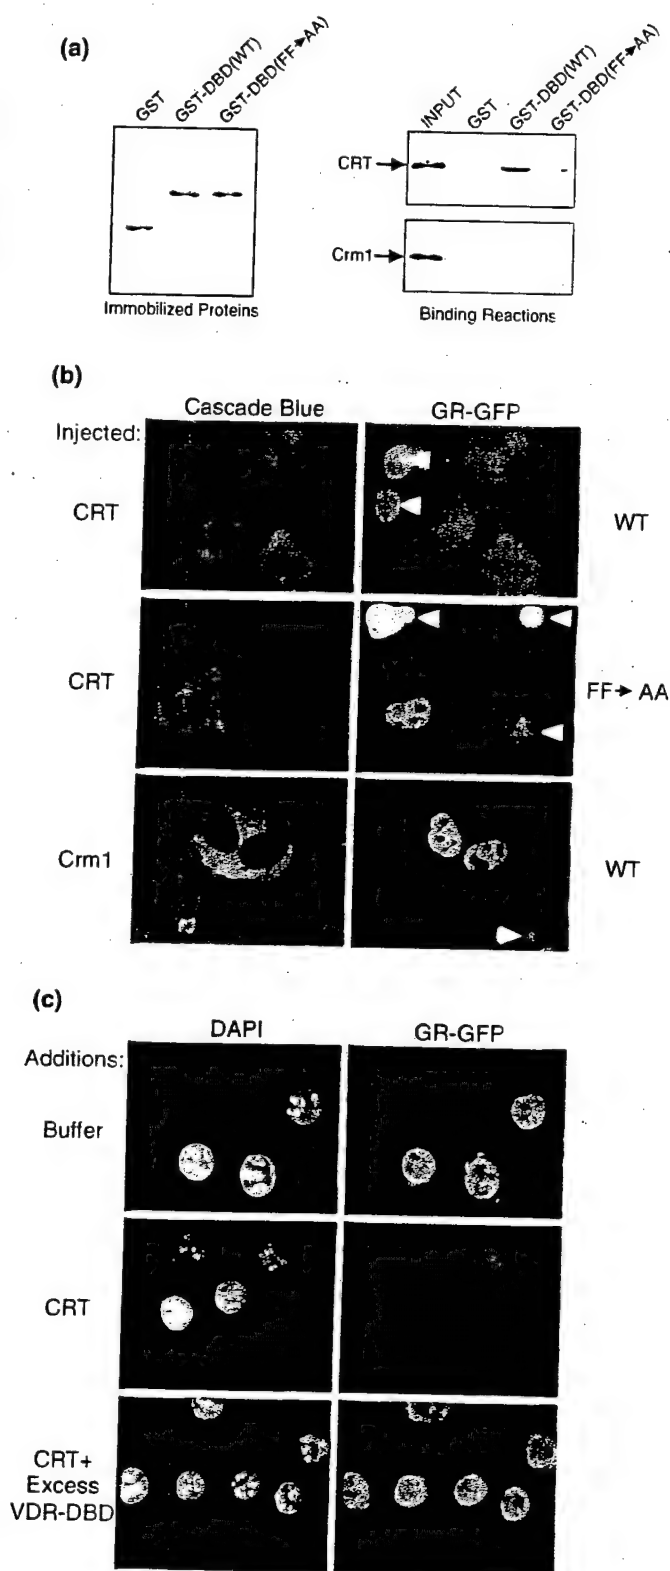 (a)
GST
GST-DBD(WT)
GST-DBD(FF→AA)
INPUT
GST
GST-DBD(WT)
GST-DBD(FF→AA)
CRT
Crm1
Immobilized Proteins
Binding Reactions
(b)
Cascade Blue
GR-GFP
Injected:
CRT
WT
CRT
FF→AA
Crm1
WT
(c)
DAPI
GR-GFP
Additions:
Buffer
CRT
CRT+
Excess
VDR-DBD